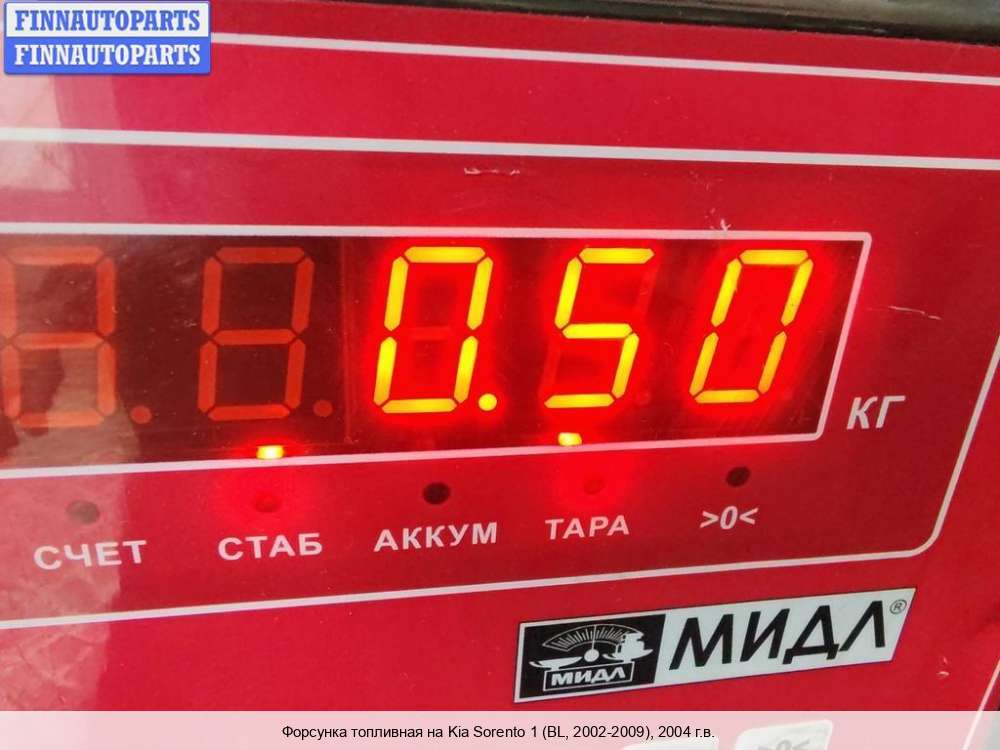 FINNAUTOPARTS
FINNAUTOPARTS
0.50
КГ
СЧЕТ СТАБ АККУМ ТАРА >0<
МИДЛ МИДЛ®
Форсунка топливная на Kia Sorento 1 (BL, 2002-2009), 2004 г.в.